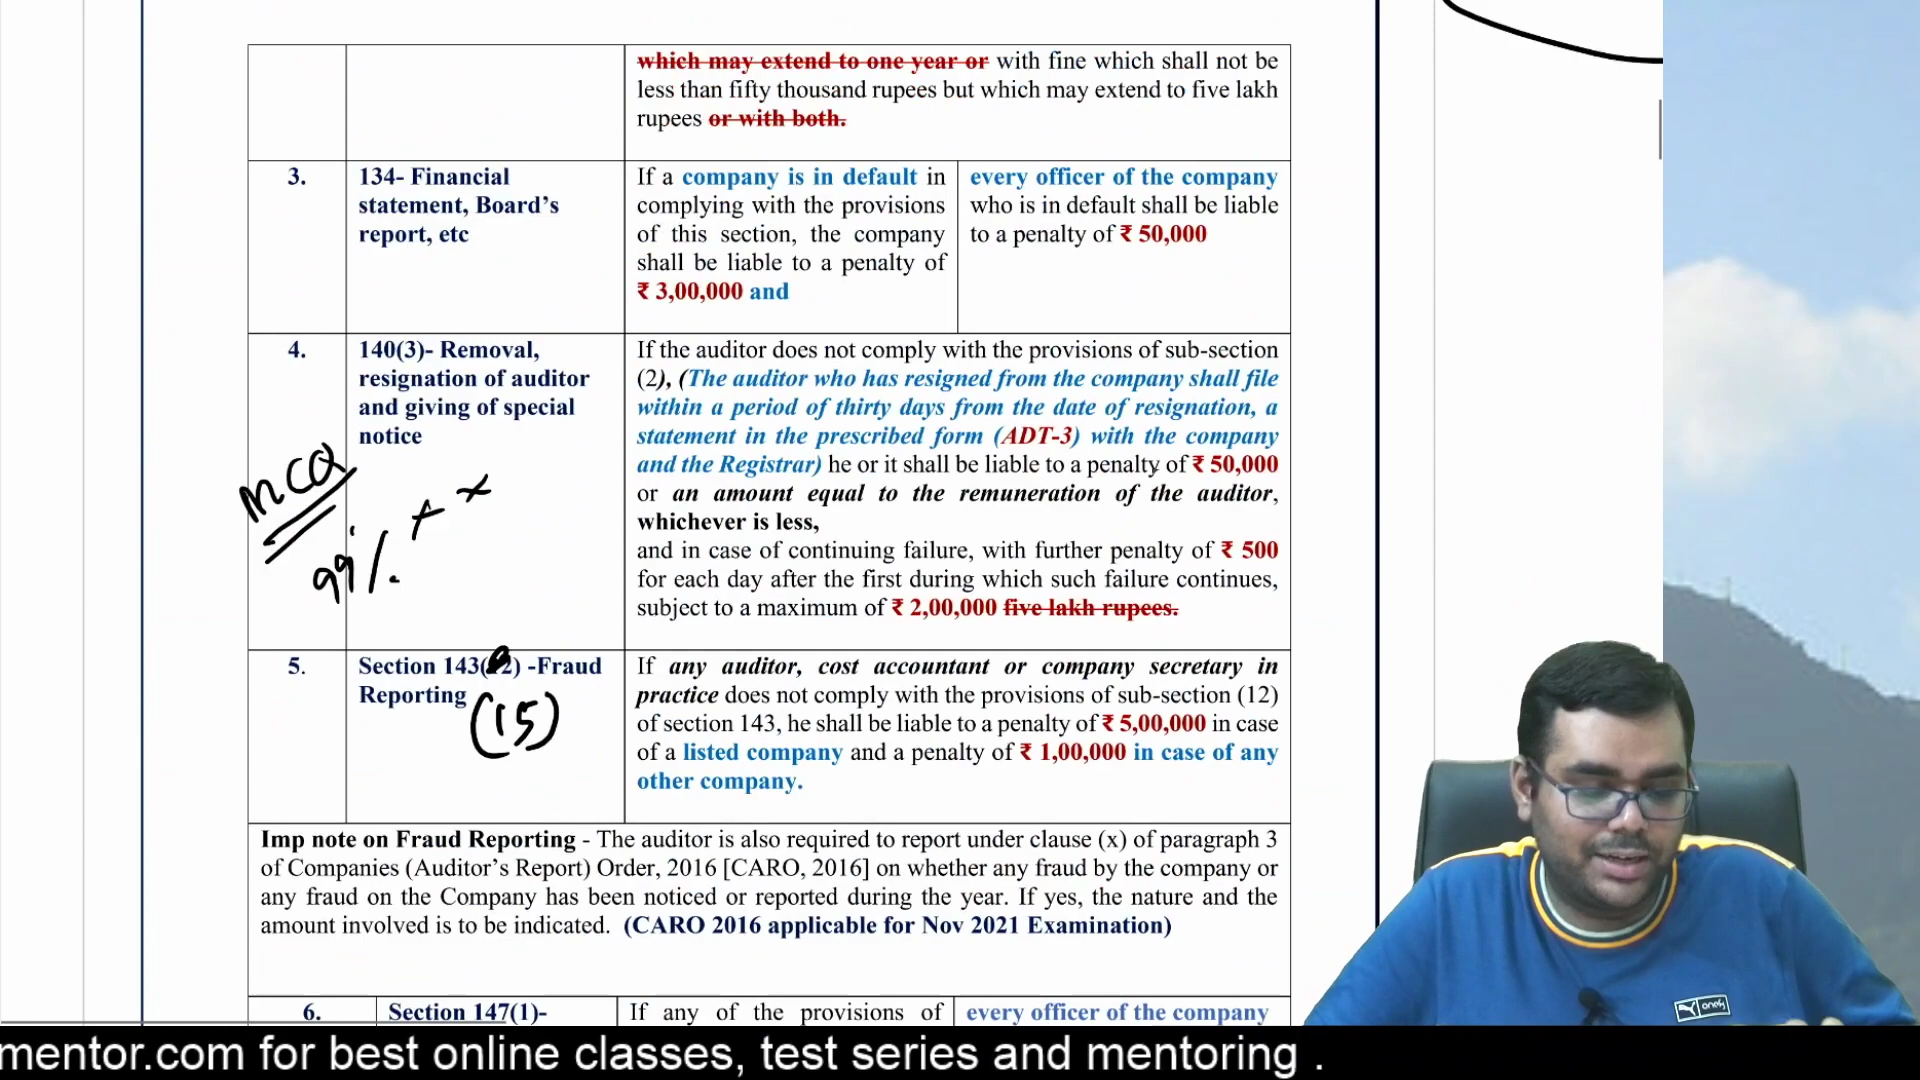 which may extend to one year or with fine which shall not be
less than fifty thousand rupees but which may extend to five lakh
rupees or with both.
3.
134- Financial
statement, Board's
report, etc
If a company is in default in
complying with the provisions
of this section, the company
shall be liable to a penalty of
₹ 3,00,000 and
every officer of the company
who is in default shall be liable
to a penalty of ₹ 50,000
4.
140(3)- Removal,
resignation of auditor
and giving of special
notice
MCQ
99%. + +
If the auditor does not comply with the provisions of sub-section
(2), (The auditor who has resigned from the company shall file
within a period of thirty days from the date of resignation, a
statement in the prescribed form (ADT-3) with the company
and the Registrar) he or it shall be liable to a penalty of ₹ 50,000
or an amount equal to the remuneration of the auditor,
whichever is less,
and in case of continuing failure, with further penalty of ₹ 500
for each day after the first during which such failure continues,
subject to a maximum of ₹ 2,00,000 five lakh rupees.
5.
Section 143( 2) -Fraud
Reporting
(15)
If any auditor, cost accountant or company secretary in
practice does not comply with the provisions of sub-section (12)
of section 143, he shall be liable to a penalty of ₹ 5,00,000 in case
of a listed company and a penalty of ₹ 1,00,000 in case of any
other company.
Imp note on Fraud Reporting - The auditor is also required to report under clause (x) of paragraph 3
of Companies (Auditor's Report) Order, 2016 [CARO, 2016] on whether any fraud by the company or
any fraud on the Company has been noticed or reported during the year. If yes, the nature and the
amount involved is to be indicated. (CARO 2016 applicable for Nov 2021 Examination)
6.
Section 147(1)-
If any of the provisions of
every officer of the company
one8
mentor.com for best online classes, test series and mentoring .